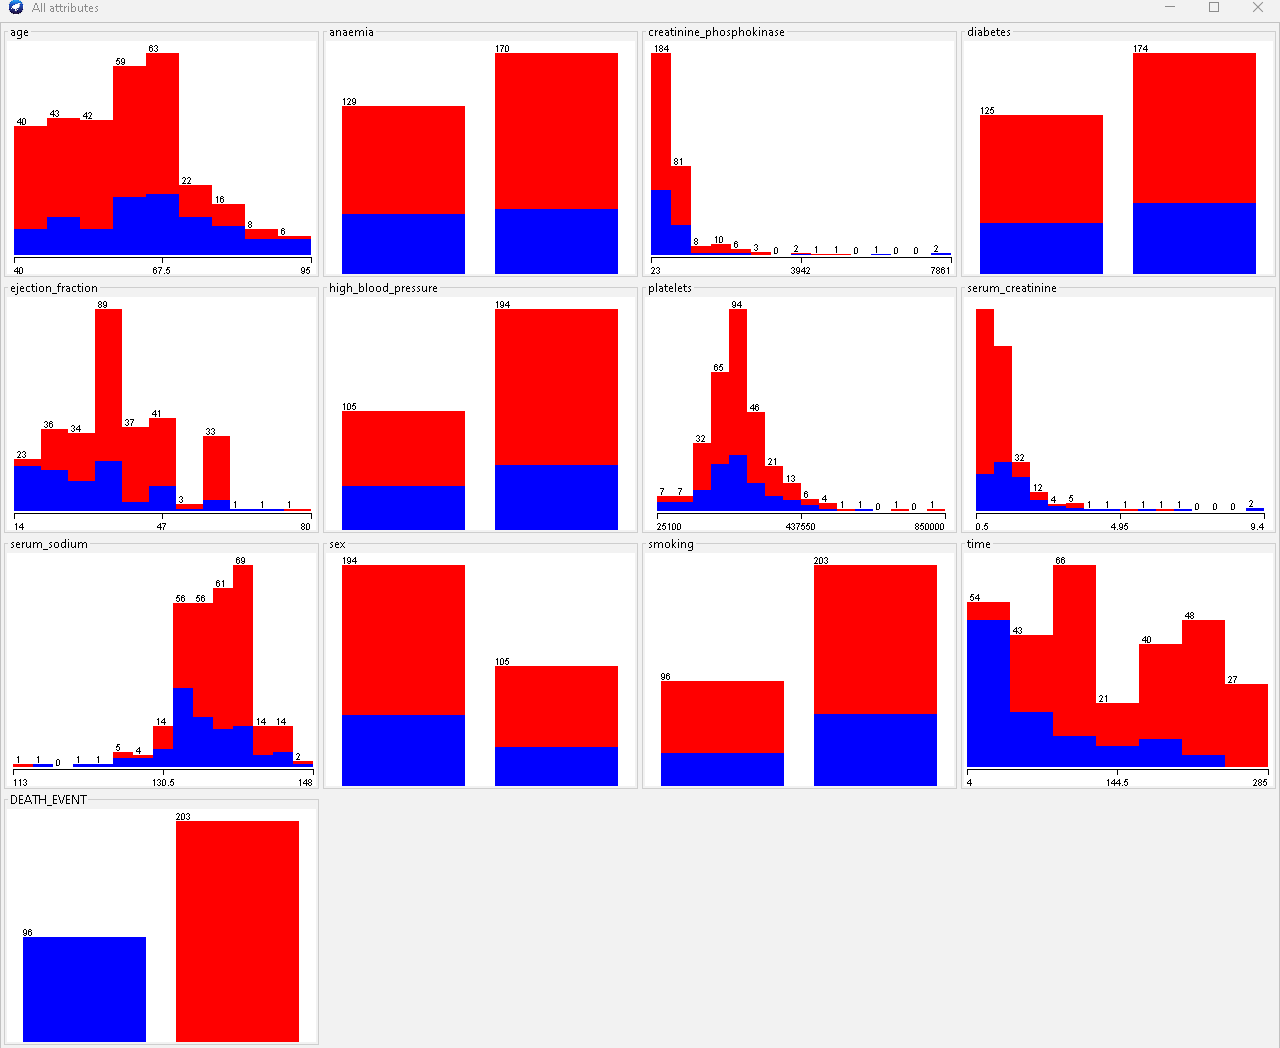 All attributes
age
40 43 42 59 63 22 16 8 6
40 67.5 95
anaemia
129 170
creatinine_phosphokinase
184 81 8 10 6 3 0 2 1 1 0 1 0 0 2
23 3942 7861
diabetes
125 174
ejection_fraction
23 36 34 89 37 41 3 33 1 1 1
14 47 80
high_blood_pressure
105 194
platelets
7 7 32 65 94 46 21 13 6 4 1 1 0 1 0 1
25100 437550 850000
serum_creatinine
32 12 4 5 1 1 1 1 1 1 0 0 0 2
0.5 4.95 9.4
serum_sodium
1 1 0 1 1 5 4 14 56 56 61 69 14 14 2
113 130.5 148
sex
194 105
smoking
96 203
time
54 43 66 21 40 48 27
4 144.5 285
DEATH_EVENT
96 203